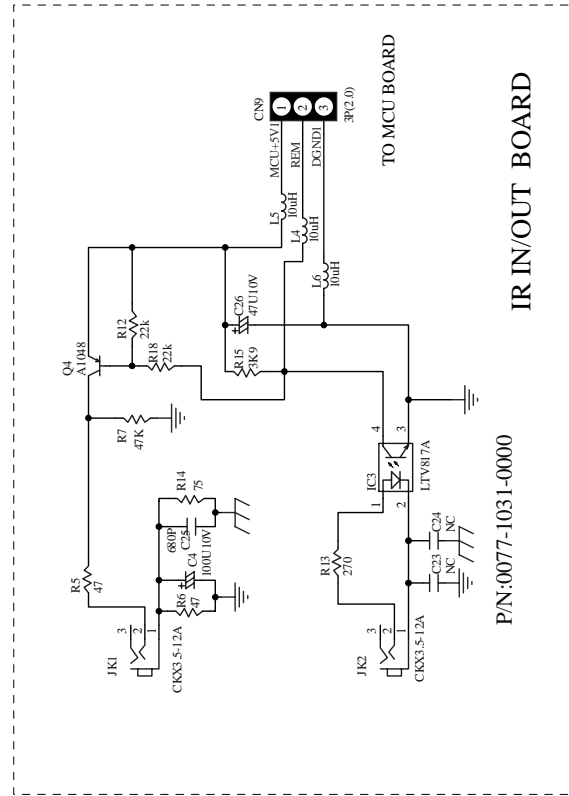 CN9
1
2
3
3P(2.0)
MCU+5V1
REM
DGND1
TO MCU BOARD
L5
10uH
L4
10uH
L6
10uH
C26
47U10V
R12
22k
Q4
A1048
R18
22k
R15
3K9
R7
47K
R14
75
680P
C25
C4
100U10V
R5
47
R6
47
3
2
1
JK1
CKX3.5-12A
4
3
IC3
LTV817A
1
2
R13
270
C24
NC
C23
NC
3
2
1
JK2
CKX3.5-12A
IR IN/OUT BOARD
P/N:0077-1031-0000